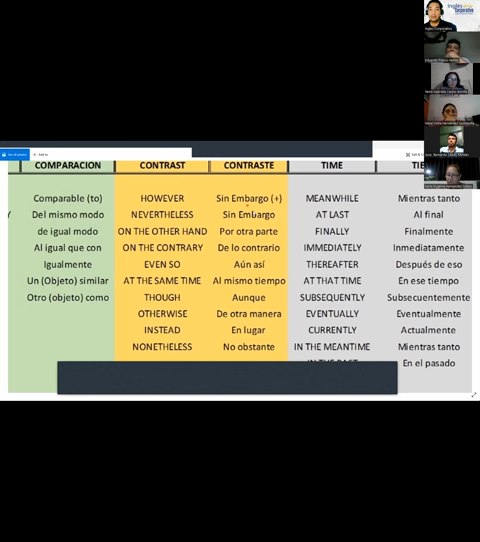 Inglés
Corporativo
COMPARACION CONTRAST CONTRASTE TIME
Comparable (to) HOWEVER Sin Embargo (+) MEANWHILE Mientras tanto
Del mismo modo NEVERTHELESS Sin Embargo AT LAST Al final
de igual modo ON THE OTHER HAND Por otra parte FINALLY Finalmente
Al igual que con ON THE CONTRARY De lo contrario IMMEDIATELY Inmediatamente
Igualmente EVEN SO Aún así THEREAFTER Después de eso
Un (Objeto) similar AT THE SAME TIME Al mismo tiempo AT THAT TIME En ese tiempo
Otro (objeto) como THOUGH Aunque SUBSEQUENTLY Subsecuentemente
OTHERWISE De otra manera EVENTUALLY Eventualmente
INSTEAD En lugar CURRENTLY Actualmente
NONETHELESS No obstante IN THE MEANTIME Mientras tanto
IN THE PAST En el pasado